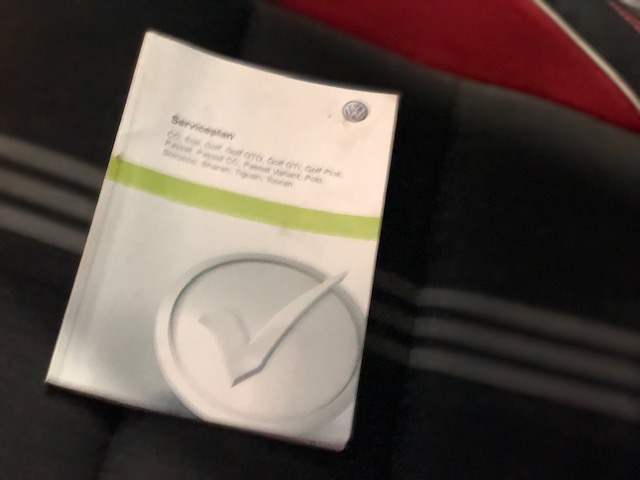 Serviceplan
CC, Eos, Golf, Golf GTD, Golf GTI, Golf Plus,
Passat, Passat CC, Passat Variant, Polo,
Scirocco, Sharan, Tiguan, Touran